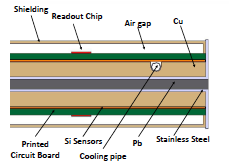 Shielding
Readout Chip
Air gap
Cu
Printed
Circuit Board
Si Sensors
Cooling pipe
Pb
Stainless Steel